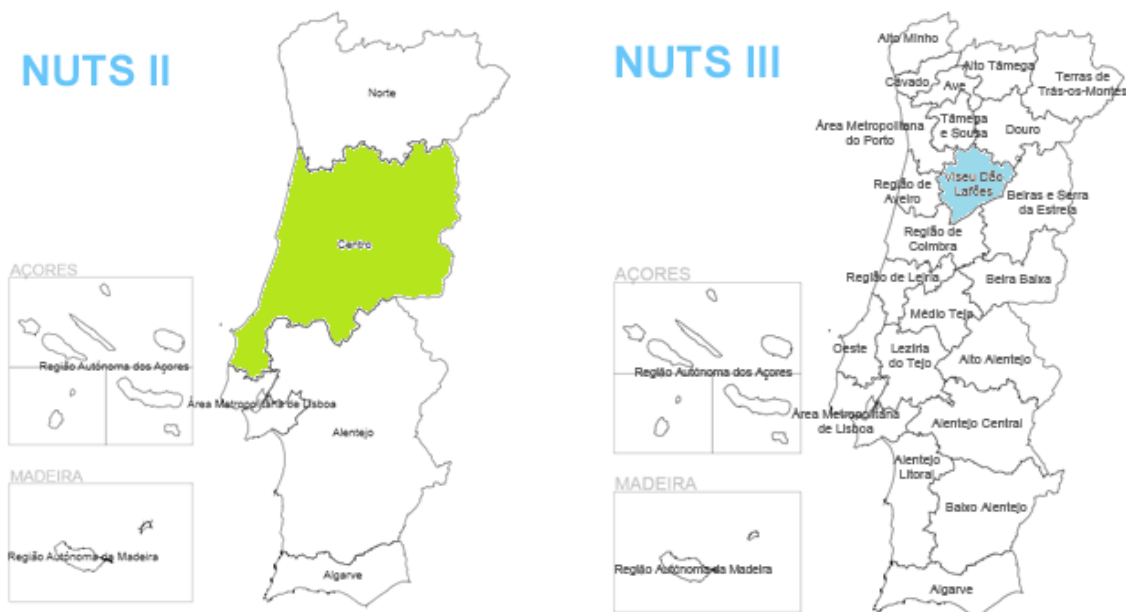 NUTS II
Norte
Centro
AÇORES
Região Autónoma dos Açores
Área Metropolitana de Lisboa
Alentejo
MADEIRA
Região Autónoma da Madeira
Algarve
NUTS III
Alto Minho
Alto Tâmega
Terras de
Trás-os-Montes
Cávado
Ave
Área Metropolitana
do Porto
Tâmega
e Sousa
Douro
Viseu Dão
Lafões
Região de
Aveiro
Beiras e Serra
da Estrela
Região de
Coimbra
AÇORES
Região de Leiria
Beira Baixa
Médio Tejo
Oeste
Lezíria
do Tejo
Alto Alentejo
Região Autónoma dos Açores
Área Metropolitana
de Lisboa
Alentejo Central
Alentejo
Litoral
MADEIRA
Baixo Alentejo
Região Autónoma da Madeira
Algarve